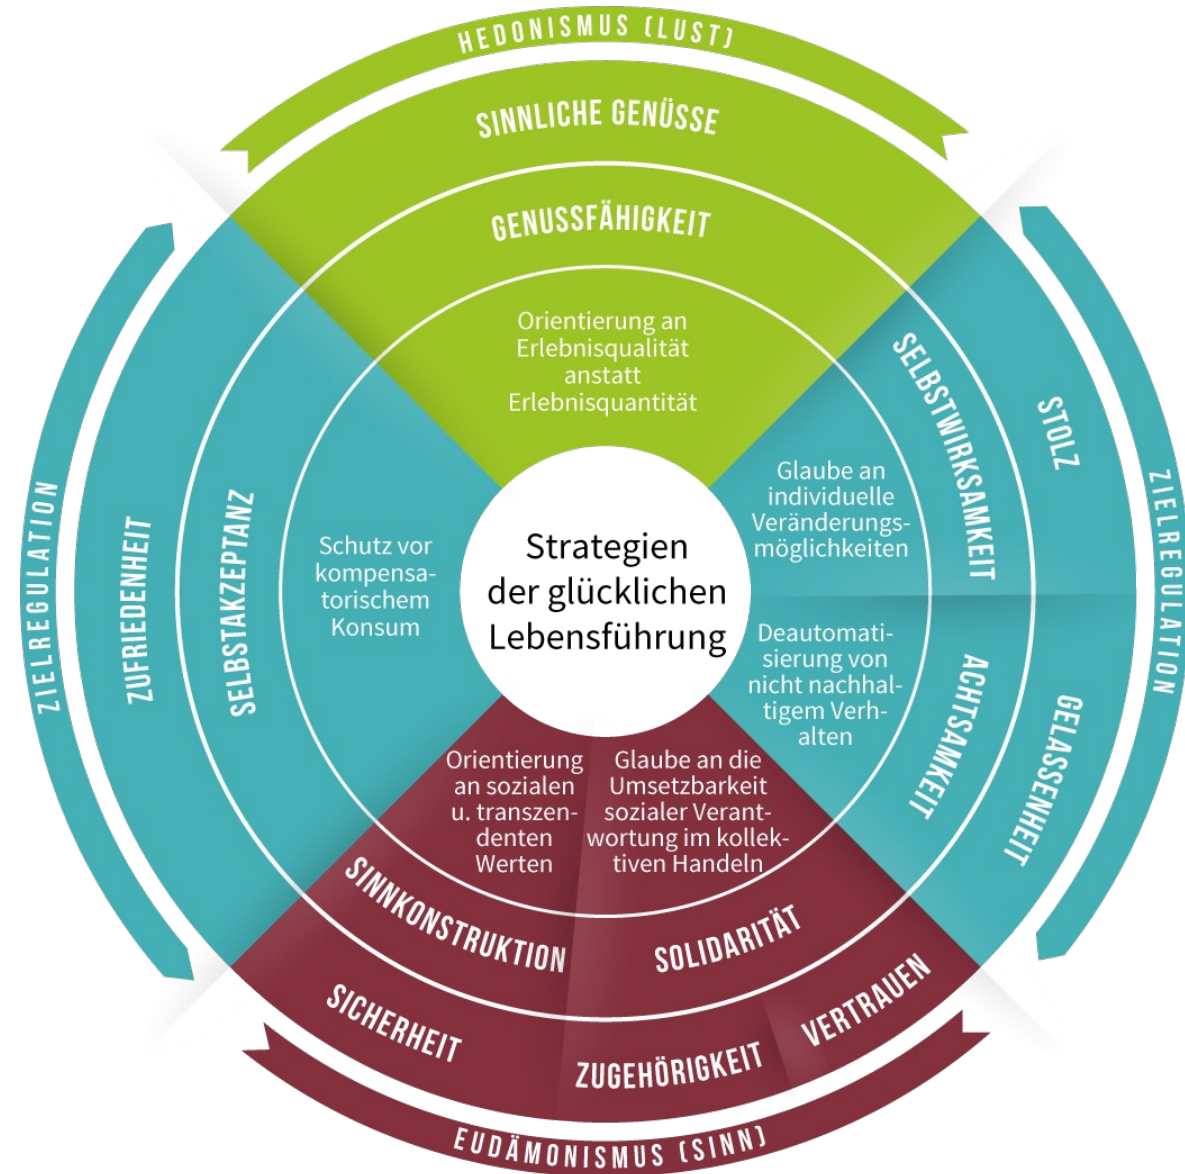 HEDONISMUS (LUST)
SINNLICHE GENÜSSE
GENUSSFÄHIGKEIT
Orientierung an
Erlebnisqualität
anstatt
Erlebnisquantität
ZIELREGULATION
STOLZ
SELBSTWIRKSAMKEIT
Glaube an
individuelle
Veränderungs-
möglichkeiten
GELASSENHEIT
ACHTSAMKEIT
Deautomati-
sierung von
nicht nachhal-
tigem Verh-
alten
Strategien
der glücklichen
Lebensführung
ZIELREGULATION
ZUFRIEDENHEIT
SELBSTAKZEPTANZ
Schutz vor
kompensa-
torischem
Konsum
Orientierung
an sozialen
u. transzen-
denten
Werten
SINNKONSTRUKTION
SICHERHEIT
Glaube an die
Umsetzbarkeit
sozialer Verant-
wortung im kollek-
tiven Handeln
SOLIDARITÄT
ZUGEHÖRIGKEIT
VERTRAUEN
EUDÄMONISMUS (SINN)